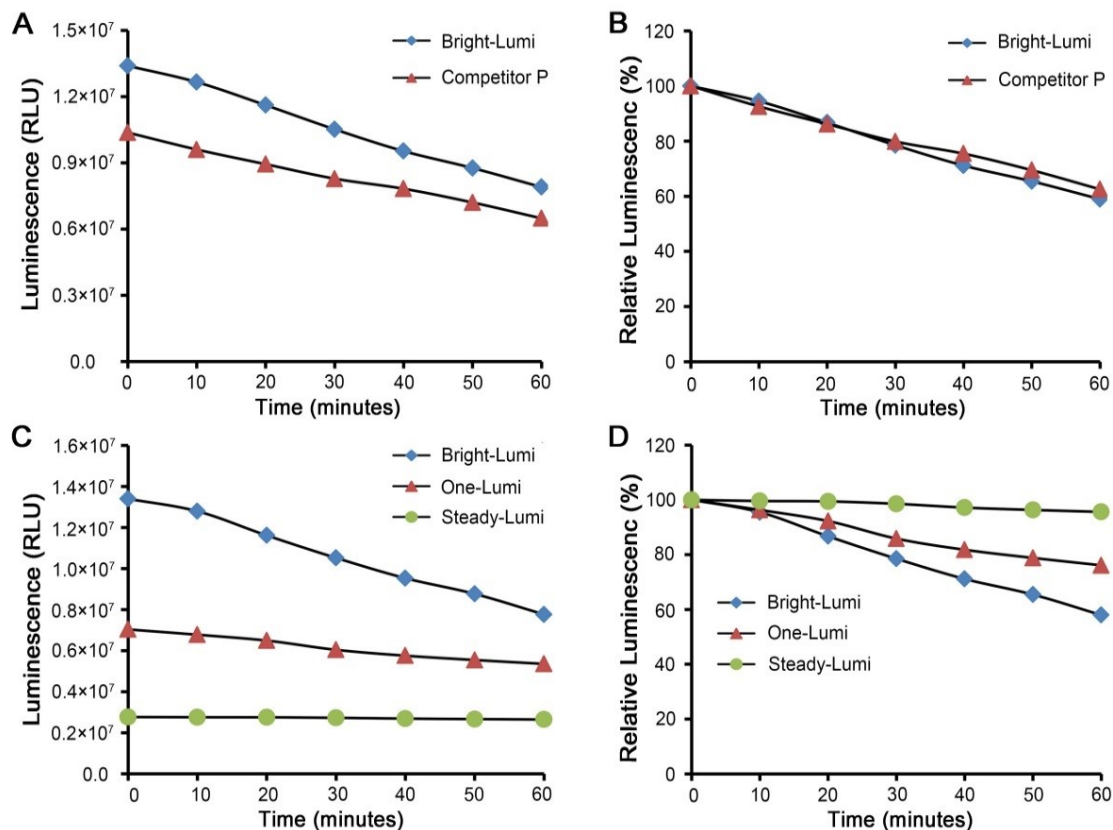 A
Luminescence (RLU)
1.5×10⁷
1.2×10⁷
0.9×10⁷
0.6×10⁷
0.3×10⁷
0.0
Bright-Lumi
Competitor P
0 10 20 30 40 50 60
Time (minutes)
B
Relative Luminescenc (%)
120
100
80
60
40
20
0
Bright-Lumi
Competitor P
0 10 20 30 40 50 60
Time (minutes)
C
Luminescence (RLU)
1.6×10⁷
1.4×10⁷
1.2×10⁷
1.0×10⁷
0.8×10⁷
0.6×10⁷
0.4×10⁷
0.2×10⁷
0.0
Bright-Lumi
One-Lumi
Steady-Lumi
0 10 20 30 40 50 60
Time (minutes)
D
Relative Luminescenc (%)
120
100
80
60
40
20
0
Bright-Lumi
One-Lumi
Steady-Lumi
0 10 20 30 40 50 60
Time (minutes)